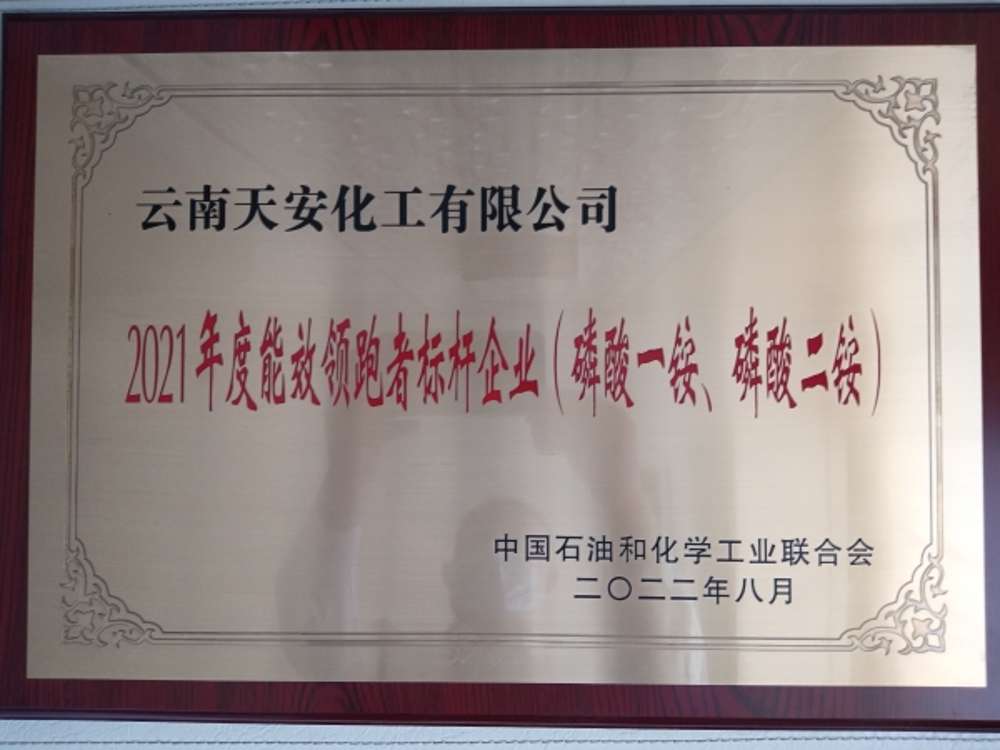 云南天安化工有限公司
2021年度能效领跑者标杆企业（磷酸一铵、磷酸二铵）
中国石油和化学工业联合会
二〇二二年八月